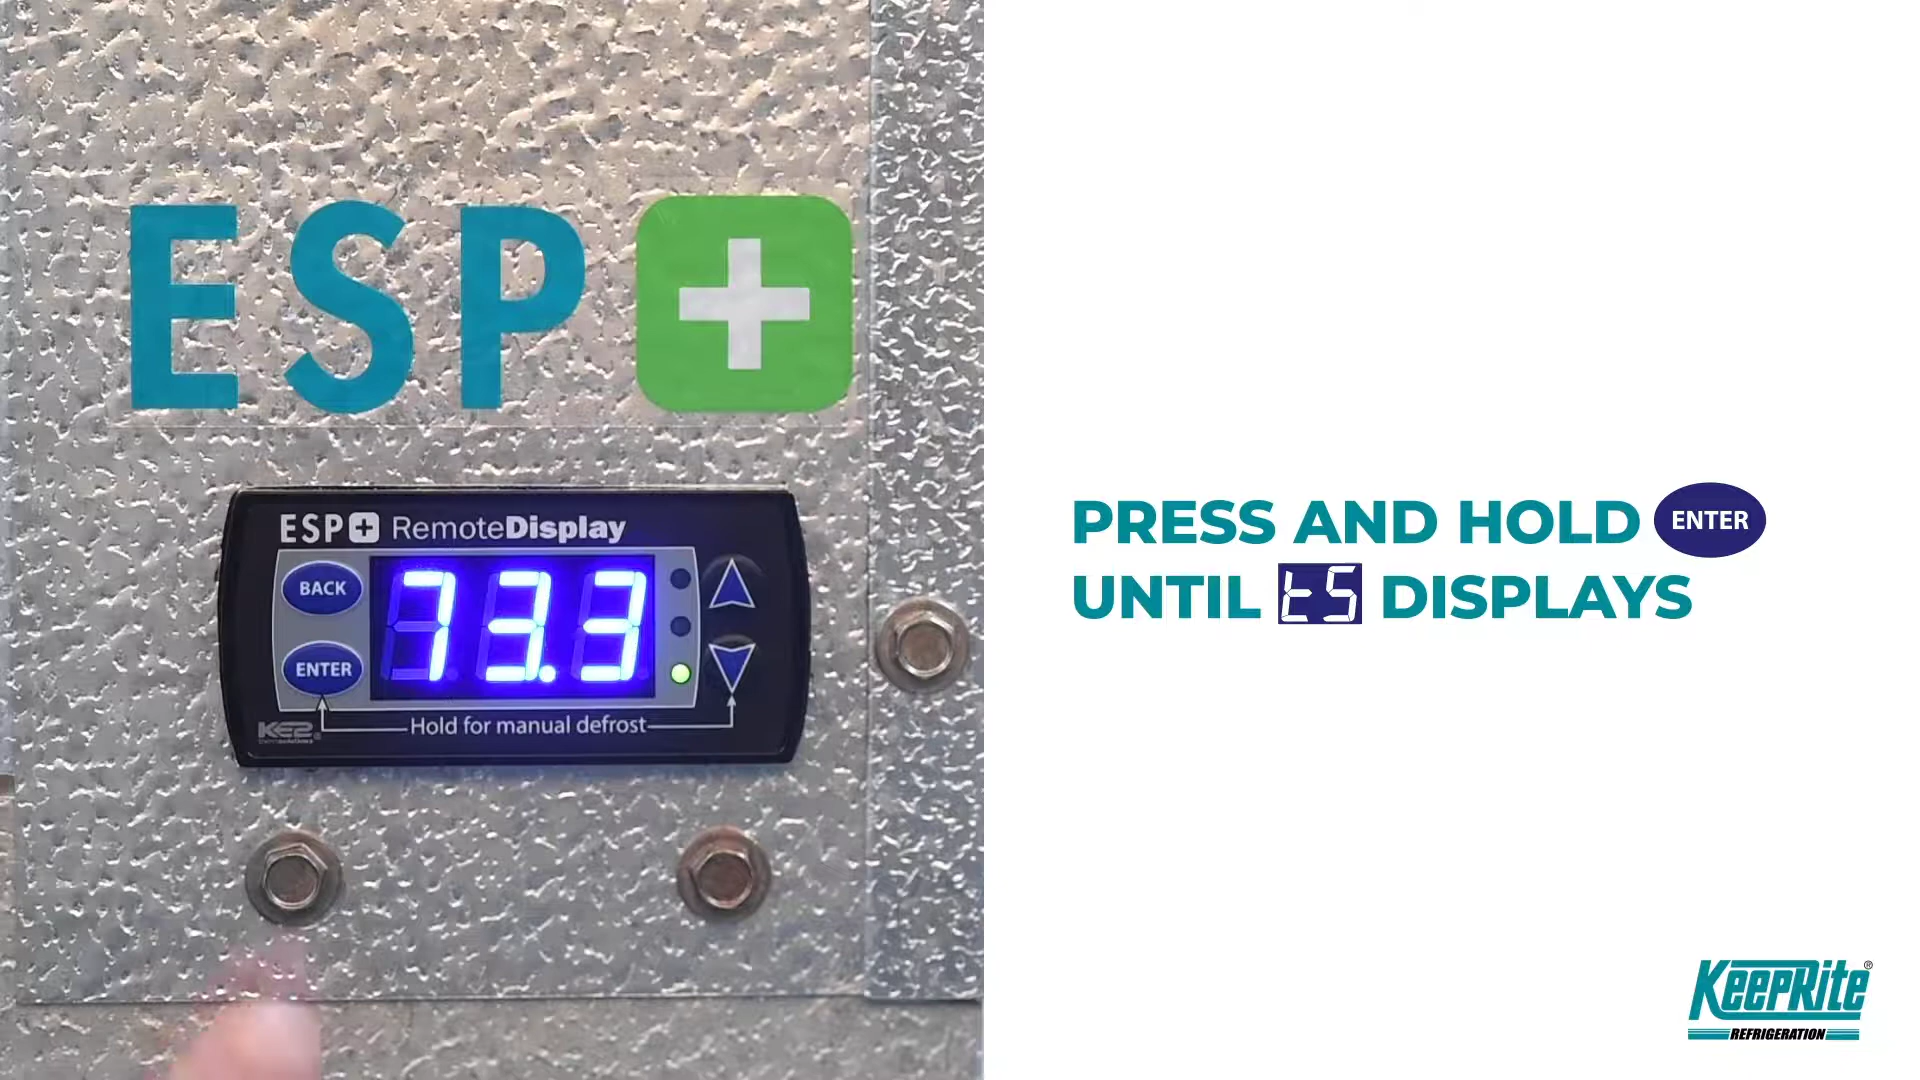 ESP+
ESP+ RemoteDisplay
BACK
73.3
ENTER
KE2
Hold for manual defrost
PRESS AND HOLD ENTER
UNTIL tS DISPLAYS
KeepRite®
REFRIGERATION